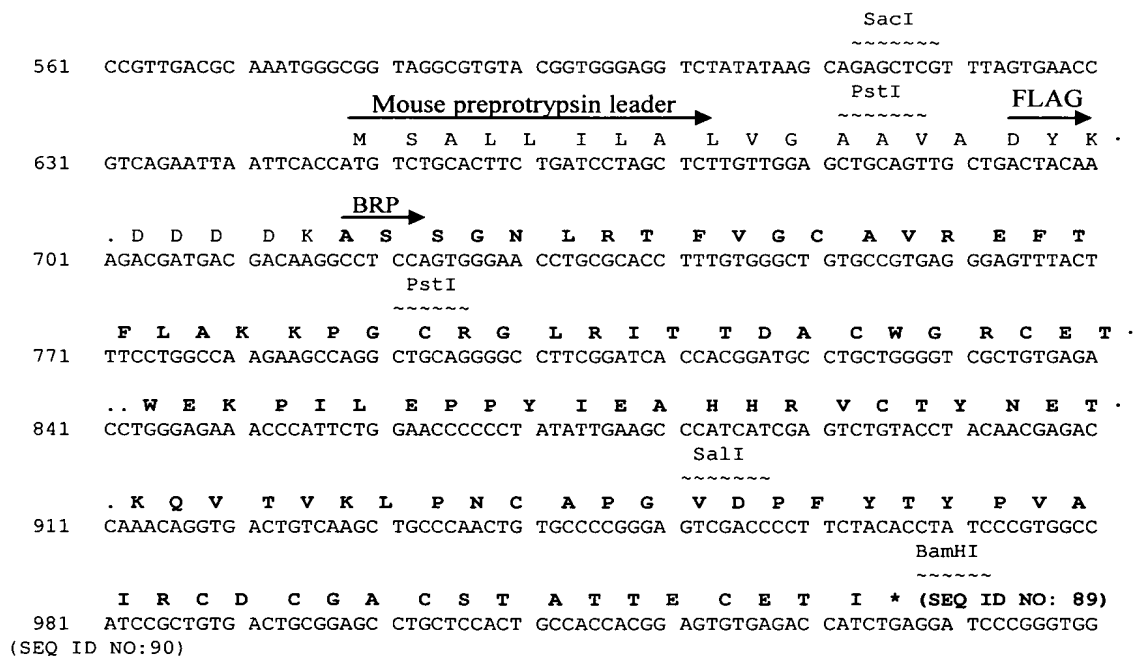 SacI
~~~~~~~
561 CCGTTGACGC AAATGGGCGG TAGGCGTGTA CGGTGGGAGG TCTATATAAG CAGAGCTCGT TTAGTGAACC
Mouse preprotrypsin leader PstI FLAG
~~~~~~~
M S A L L I L A L V G A A V A D Y K ·
631 GTCAGAATTA ATTCACCATG TCTGCACTTC TGATCCTAGC TCTTGTTGGA GCTGCAGTTG CTGACTACAA
BRP
. D D D D K A S S G N L R T F V G C A V R E F T
701 AGACGATGAC GACAAGGCCT CCAGTGGGAA CCTGCGCACC TTTGTGGGCT GTGCCGTGAG GGAGTTTACT
PstI
~~~~~~
F L A K K P G C R G L R I T T D A C W G R C E T ·
771 TTCCTGGCCA AGAAGCCAGG CTGCAGGGGC CTTCGGATCA CCACGGATGC CTGCTGGGGT CGCTGTGAGA
.. W E K P I L E P P Y I E A H H R V C T Y N E T ·
841 CCTGGGAGAA ACCCATTCTG GAACCCCCCT ATATTGAAGC CCATCATCGA GTCTGTACCT ACAACGAGAC
SalI
~~~~~~~
. K Q V T V K L P N C A P G V D P F Y T Y P V A
911 CAAACAGGTG ACTGTCAAGC TGCCCAACTG TGCCCCGGGA GTCGACCCCT TCTACACCTA TCCCGTGGCC
BamHI
~~~~~~
I R C D C G A C S T A T T E C E T I * (SEQ ID NO: 89)
981 ATCCGCTGTG ACTGCGGAGC CTGCTCCACT GCCACCACGG AGTGTGAGAC CATCTGAGGA TCCCGGGTGG
(SEQ ID NO:90)